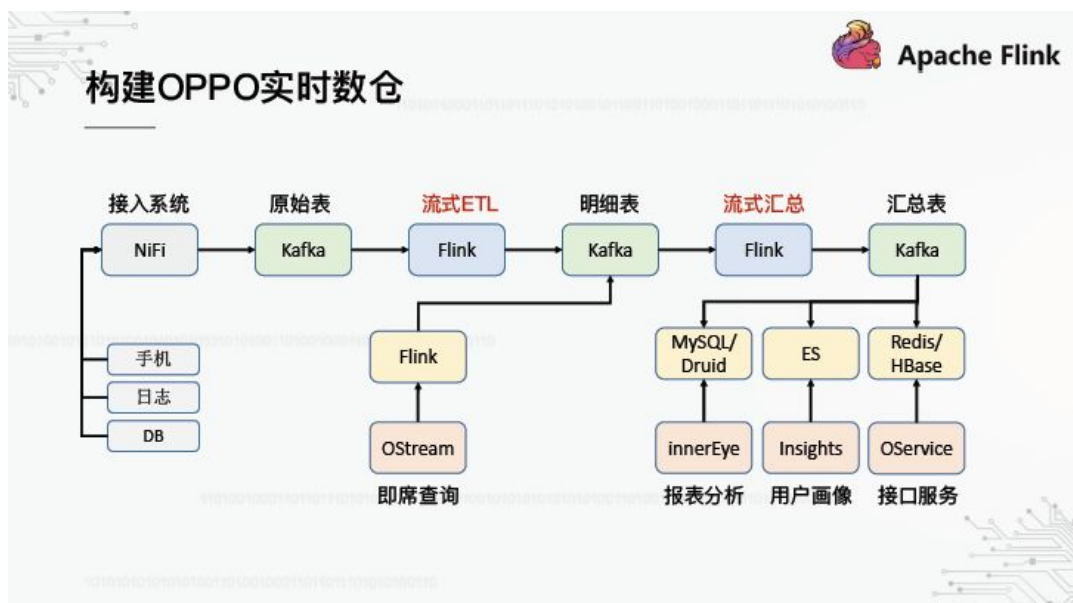 Apache Flink
构建OPPO实时数仓
接入系统 原始表 流式ETL 明细表 流式汇总 汇总表
NiFi Kafka Flink Kafka Flink Kafka
手机
日志
DB
Flink
OStream
即席查询
MySQL/
Druid
ES
Redis/
HBase
innerEye Insights OService
报表分析 用户画像 接口服务